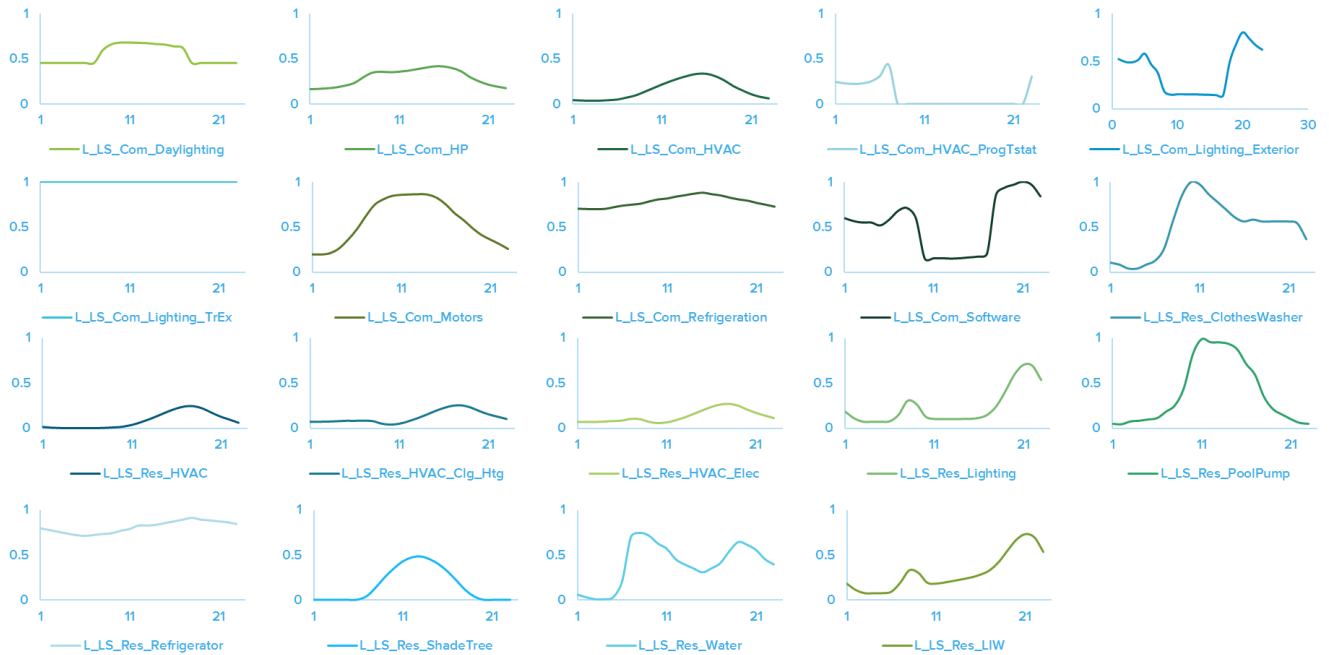 1 1 1 1 1
0.5 0.5 0.5 0.5 0.5
0 0 0 0 0
1 11 21 1 11 21 1 11 21 1 11 21 0 10 20 30
L_LS_Com_Daylighting L_LS_Com_HP L_LS_Com_HVAC L_LS_Com_HVAC_ProgTstat L_LS_Com_Lighting_Exterior
1 1 1 1 1
0.5 0.5 0.5 0.5 0.5
0 0 0 0 0
1 11 21 1 11 21 1 11 21 1 11 21 1 11 21
L_LS_Com_Lighting_TrEx L_LS_Com_Motors L_LS_Com_Refrigeration L_LS_Com_Software L_LS_Res_ClothesWasher
1 1 1 1 1
0.5 0.5 0.5 0.5 0.5
0 0 0 0 0
1 11 21 1 11 21 1 11 21 1 11 21 1 11 21
L_LS_Res_HVAC L_LS_Res_HVAC_Clg_Htg L_LS_Res_HVAC_Elec L_LS_Res_Lighting L_LS_Res_PoolPump
1 1 1 1
0.5 0.5 0.5 0.5
0 0 0 0
1 11 21 1 11 21 1 11 21 1 11 21
L_LS_Res_Refrigerator L_LS_Res_ShadeTree L_LS_Res_Water L_LS_Res_LIW